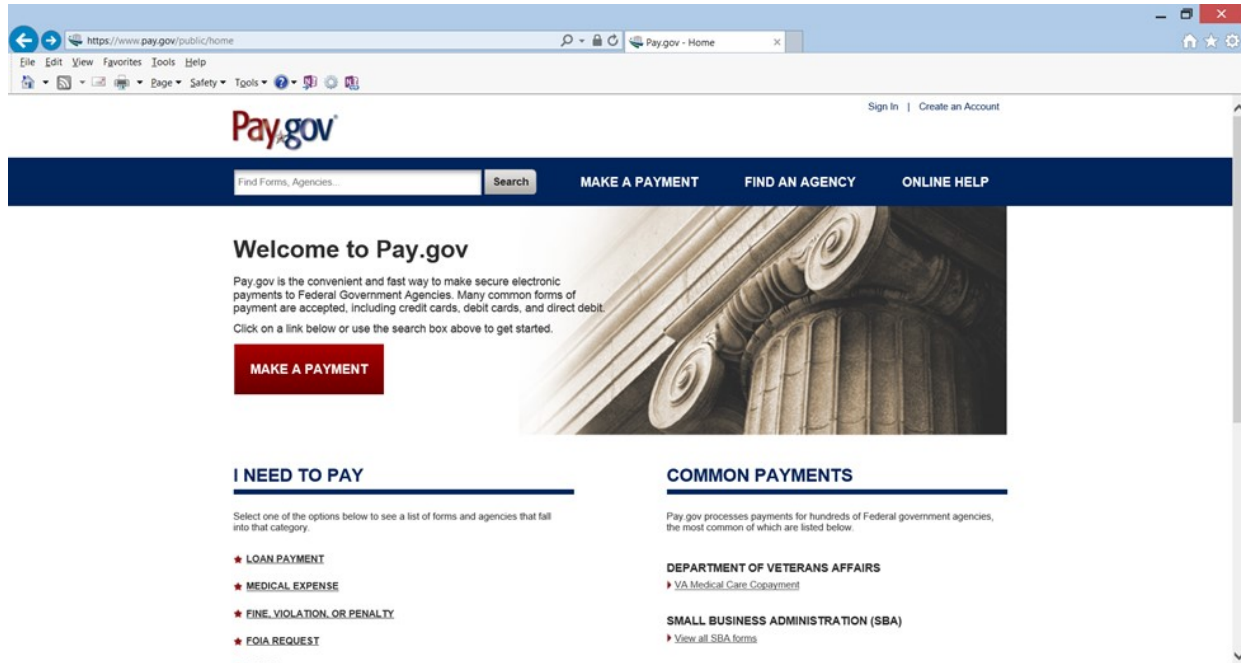 https://www.pay.gov/public/home
Pay.gov - Home
File Edit View Favorites Tools Help
Page Safety Tools
Sign In | Create an Account
Pay.gov
Find Forms, Agencies...
Search
MAKE A PAYMENT
FIND AN AGENCY
ONLINE HELP
Welcome to Pay.gov
Pay.gov is the convenient and fast way to make secure electronic
payments to Federal Government Agencies. Many common forms of
payment are accepted, including credit cards, debit cards, and direct debit.
Click on a link below or use the search box above to get started.
MAKE A PAYMENT
I NEED TO PAY
Select one of the options below to see a list of forms and agencies that fall
into that category.
LOAN PAYMENT
MEDICAL EXPENSE
FINE, VIOLATION, OR PENALTY
FOIA REQUEST
COMMON PAYMENTS
Pay.gov processes payments for hundreds of Federal government agencies,
the most common of which are listed below.
DEPARTMENT OF VETERANS AFFAIRS
VA Medical Care Copayment
SMALL BUSINESS ADMINISTRATION (SBA)
View all SBA forms